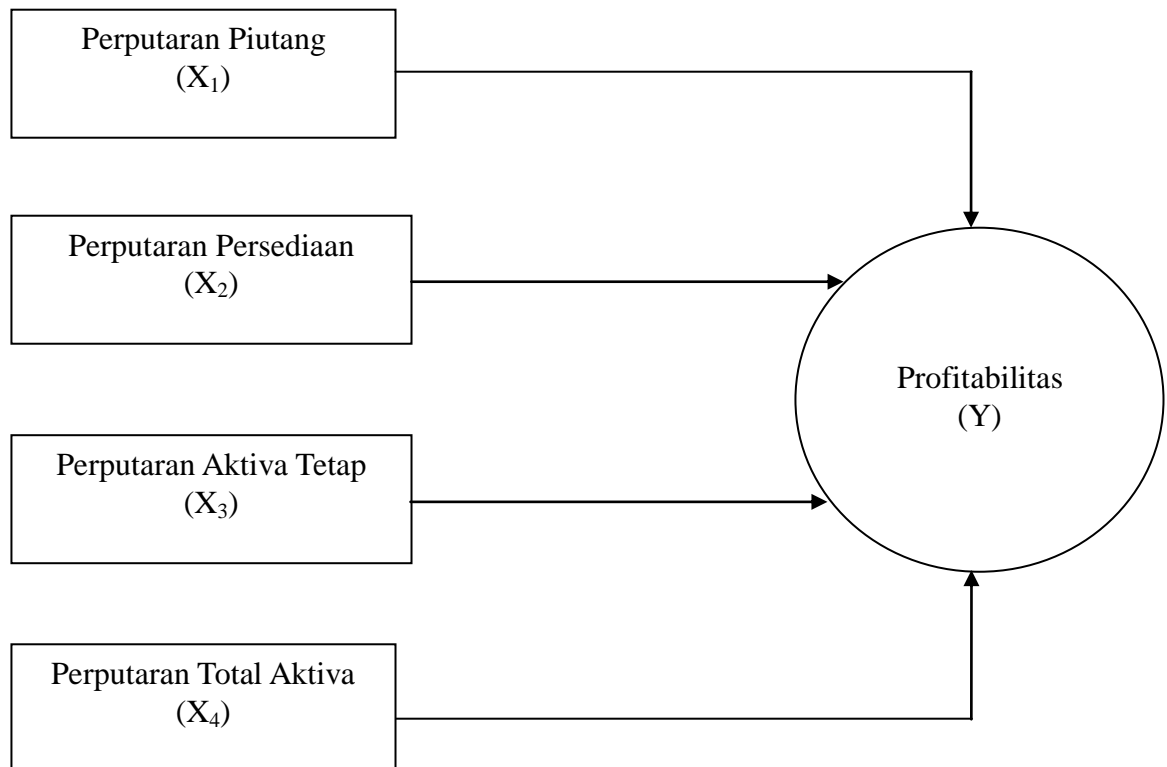 Perputaran Piutang
(X₁)
Perputaran Persediaan
(X₂)
Perputaran Aktiva Tetap
(X₃)
Perputaran Total Aktiva
(X₄)
Profitabilitas
(Y)